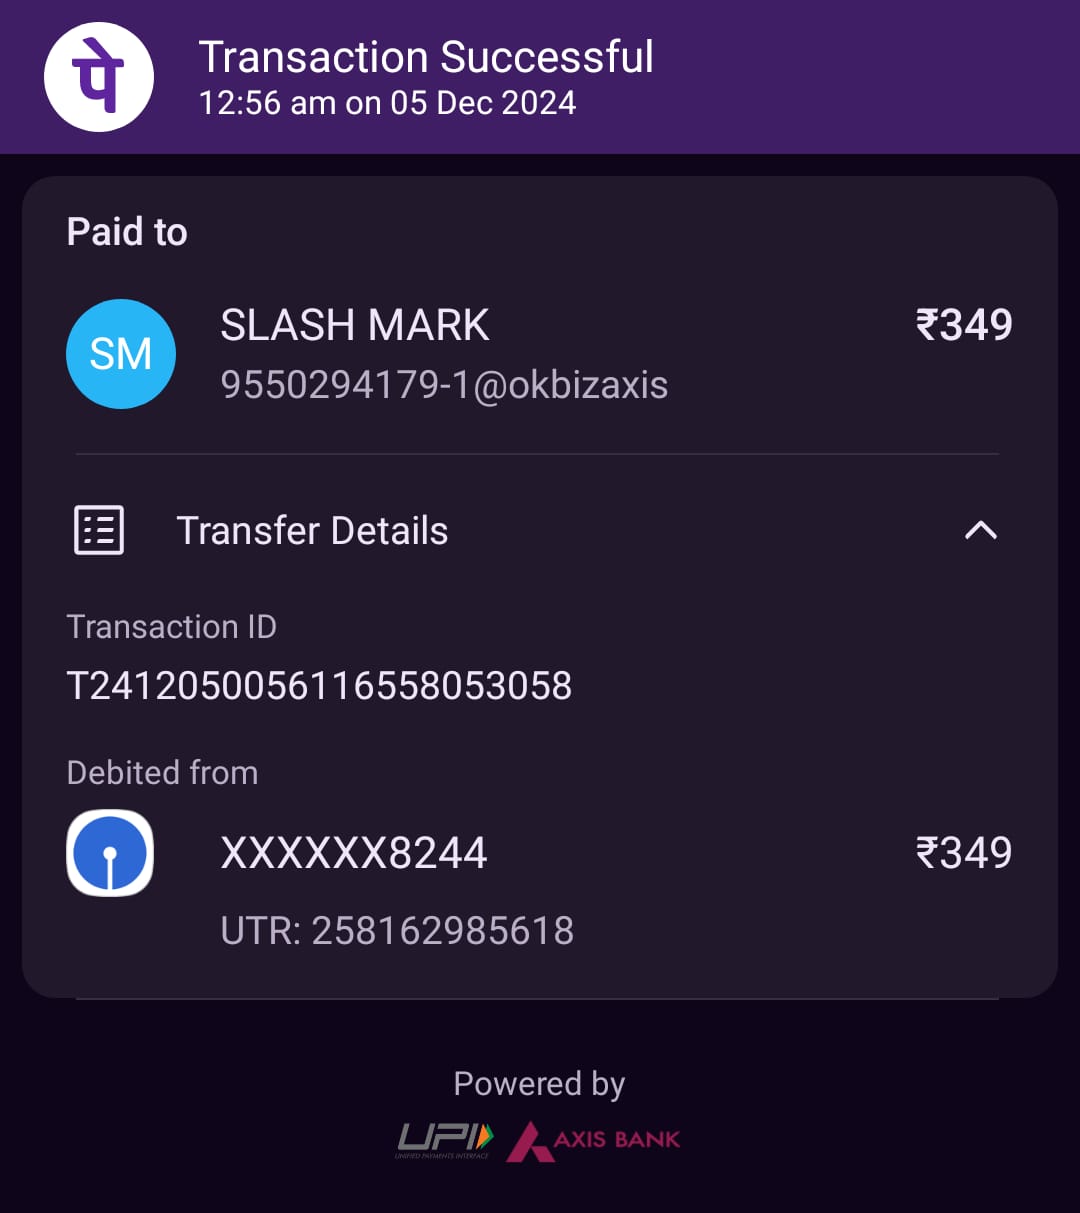 पे
Transaction Successful
12:56 am on 05 Dec 2024
Paid to
SM
SLASH MARK
₹349
9550294179-1@okbizaxis
Transfer Details
Transaction ID
T2412050056116558053058
Debited from
XXXXXX8244
₹349
UTR: 258162985618
Powered by
UPI
UNIFIED PAYMENTS INTERFACE
AXIS BANK